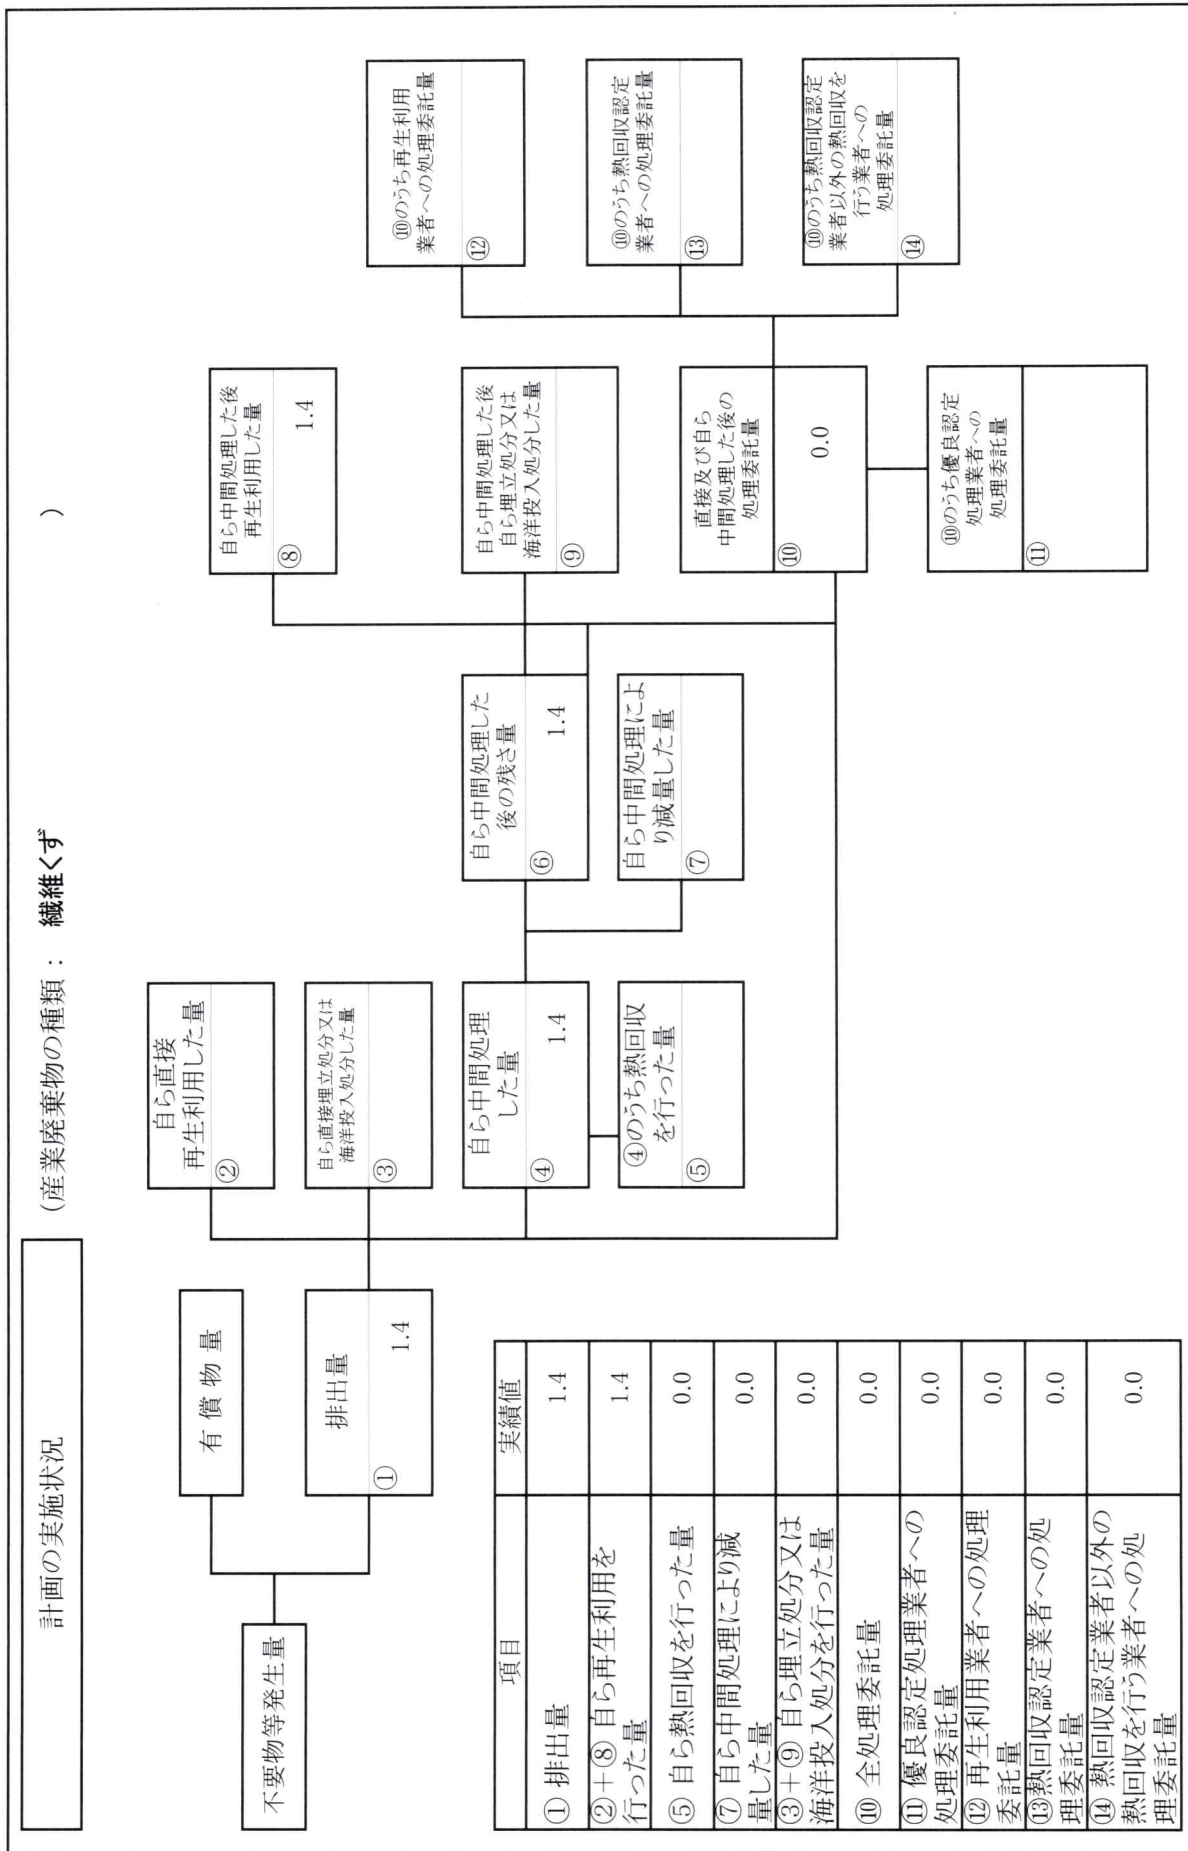 計画の実施状況
(産業廃棄物の種類： 繊維くず )
不要物等発生量
有償物量
排出量
①
1.4
自ら直接
再生利用した量
②
自ら直接埋立処分又は
海洋投入処分した量
③
自ら中間処理
した量
④
1.4
④のうち熱回収
を行った量
⑤
自ら中間処理した
後の残さ量
⑥
1.4
自ら中間処理によ
り減量した量
⑦
自ら中間処理した後
再生利用した量
⑧
1.4
自ら中間処理した後
自ら埋立処分又は
海洋投入処分した量
⑨
直接及び自ら
中間処理した後の
処理委託量
⑩
0.0
⑩のうち優良認定
処理業者への
処理委託量
⑪
⑩のうち再生利用
業者への処理委託量
⑫
⑩のうち熱回収認定
業者への処理委託量
⑬
⑩のうち熱回収認定
業者以外の熱回収を
行う業者への
処理委託量
⑭
項目 実績値
① 排出量 1.4
②＋⑧ 自ら再生利用を
行った量 1.4
⑤ 自ら熱回収を行った量 0.0
⑦ 自ら中間処理により減
量した量 0.0
③＋⑨ 自ら埋立処分又は
海洋投入処分を行った量 0.0
⑩ 全処理委託量 0.0
⑪ 優良認定処理業者への
処理委託量 0.0
⑫ 再生利用業者への処理
委託量 0.0
⑬熱回収認定業者への処
理委託量 0.0
⑭ 熱回収認定業者以外の
熱回収を行う業者への処
理委託量 0.0